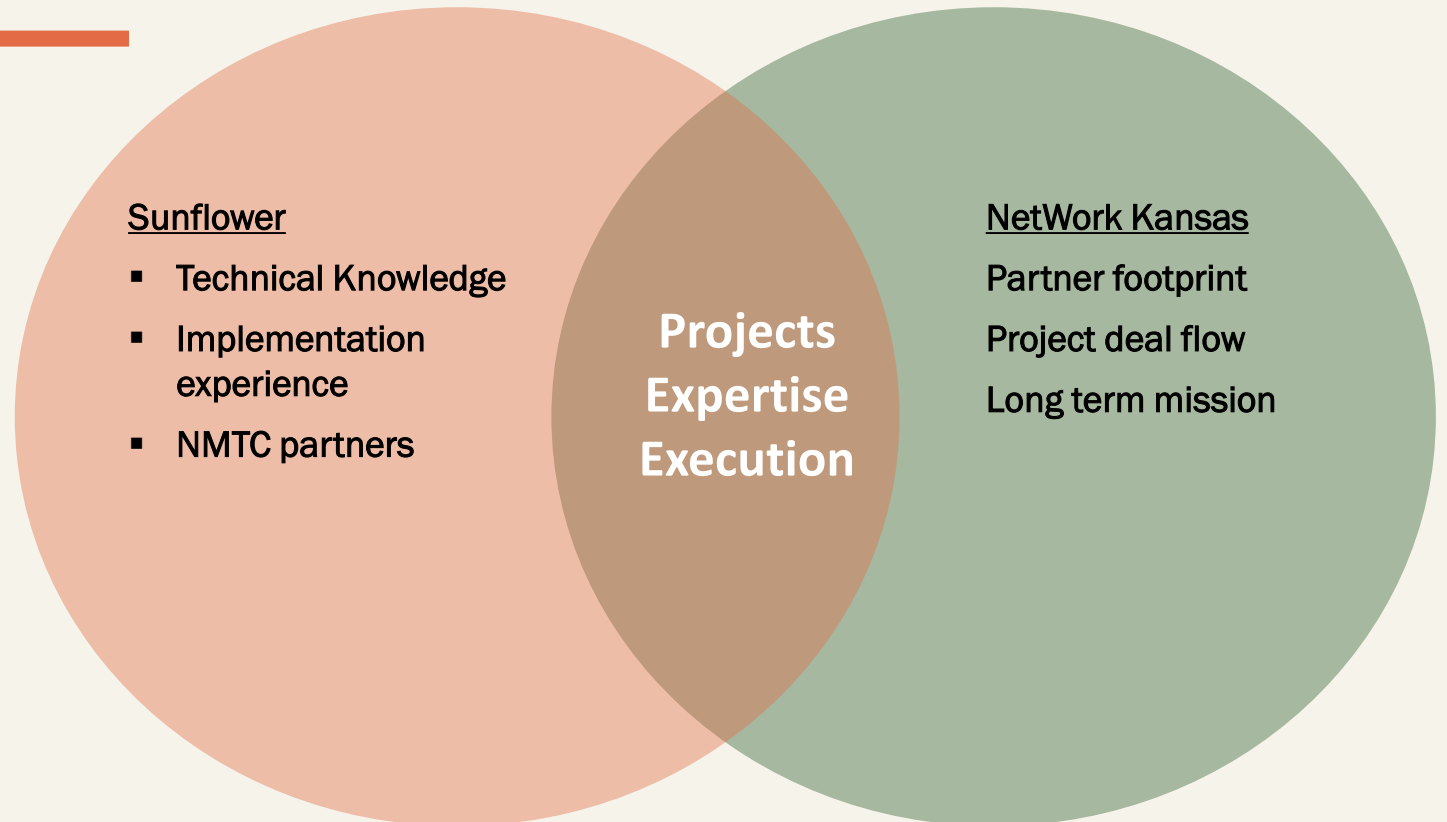 Sunflower
▪ Technical Knowledge
▪ Implementation
experience
▪ NMTC partners
Projects
Expertise
Execution
NetWork Kansas
Partner footprint
Project deal flow
Long term mission